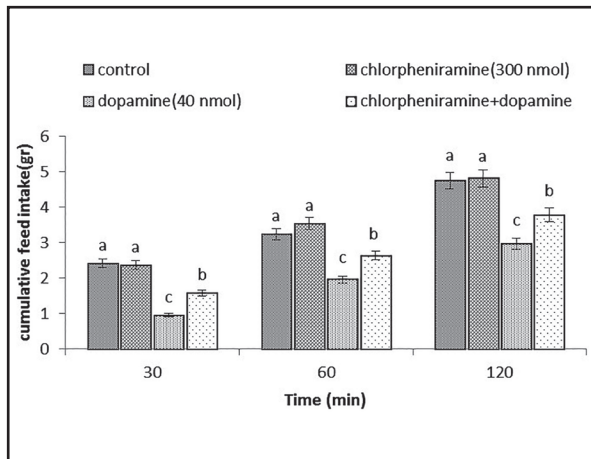 control chlorpheniramine(300 nmol)
dopamine(40 nmol) chlorpheniramine+dopamine
cumulative feed intake(gr)
6
5
4
3
2
1
0
a a c b
a a c b
a a c b
30 60 120
Time (min)